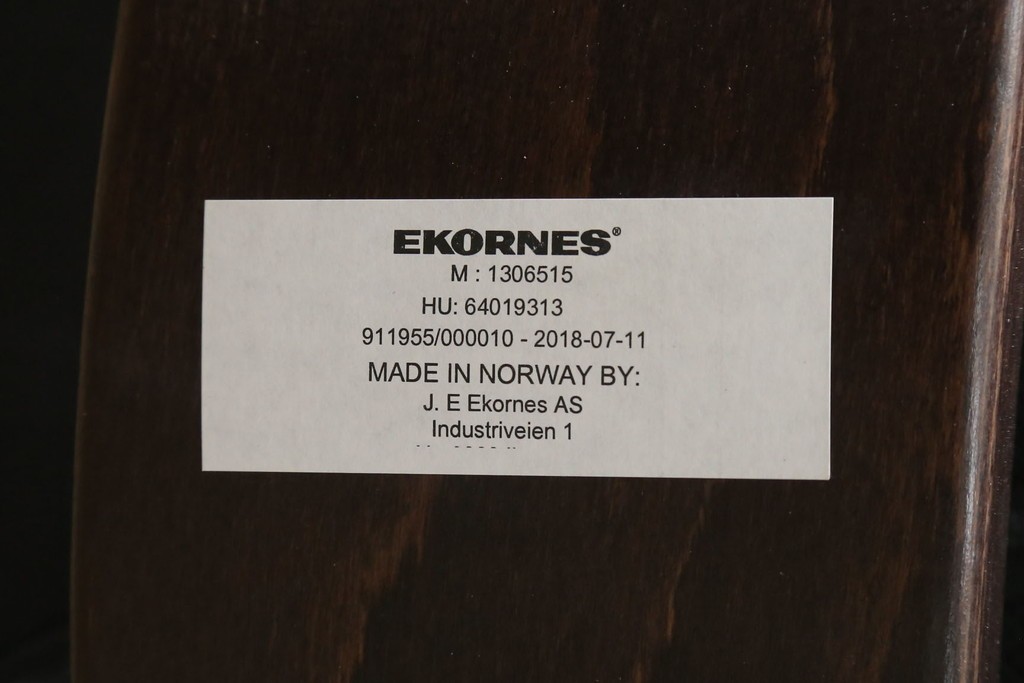 EKORNES®
M : 1306515
HU: 64019313
911955/000010 - 2018-07-11
MADE IN NORWAY BY:
J. E Ekornes AS
Industriveien 1